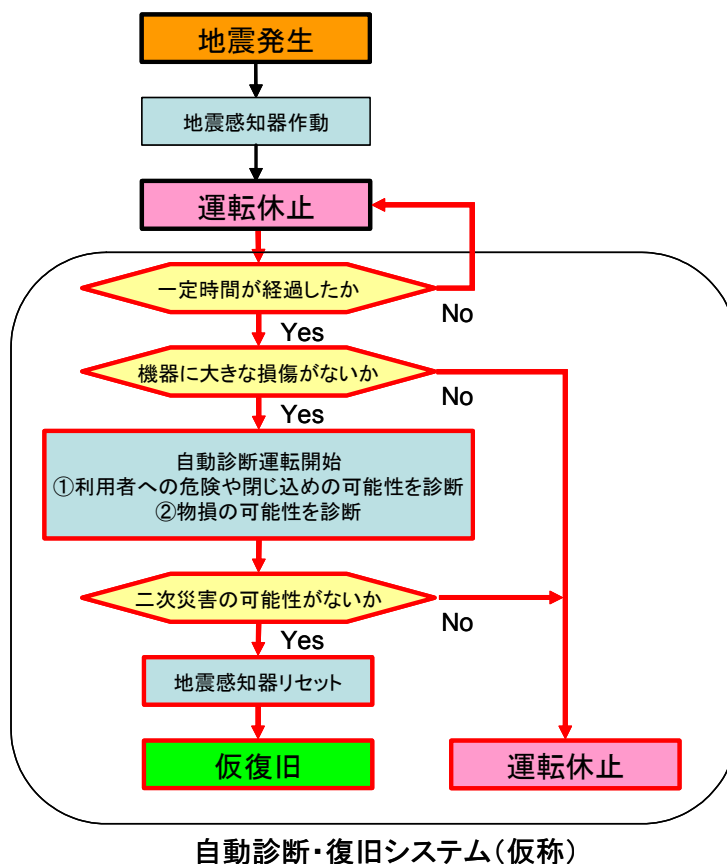 地震発生
地震感知器作動
運転休止
一定時間が経過したか
No
Yes
機器に大きな損傷がないか
No
Yes
自動診断運転開始
①利用者への危険や閉じ込めの可能性を診断
②物損の可能性を診断
二次災害の可能性がないか
No
Yes
地震感知器リセット
仮復旧
運転休止
自動診断・復旧システム(仮称)